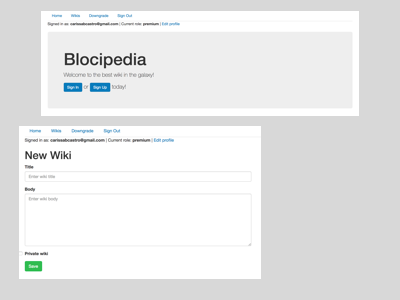 Home Wikis Downgrade Sign Out
Signed in as: carissabcastro@gmail.com | Current role: premium | Edit profile
Blocipedia
Welcome to the best wiki in the galaxy!
Sign In or Sign Up today!
Home Wikis Downgrade Sign Out
Signed in as: carissabcastro@gmail.com | Current role: premium | Edit profile
New Wiki
Title
Enter wiki title
Body
Enter wiki body
Private wiki
Save